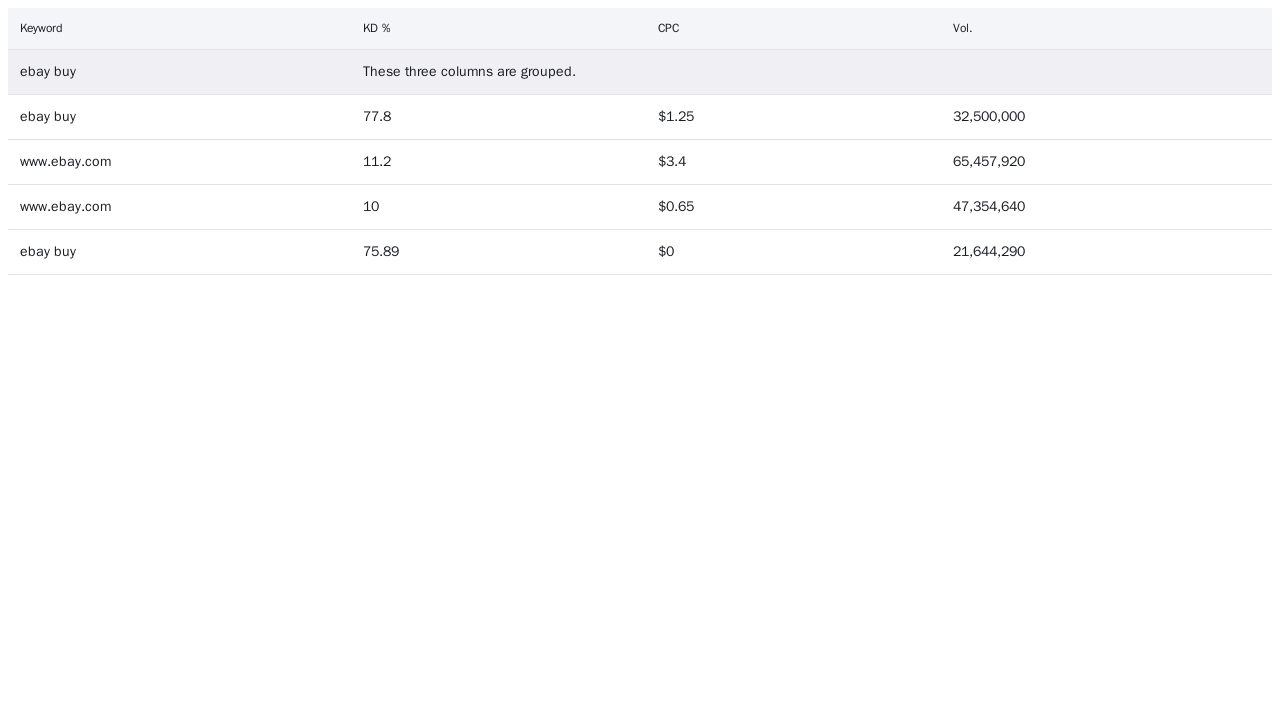 Keyword KD % CPC Vol.
ebay buy These three columns are grouped.
ebay buy 77.8 $1.25 32,500,000
www.ebay.com 11.2 $3.4 65,457,920
www.ebay.com 10 $0.65 47,354,640
ebay buy 75.89 $0 21,644,290